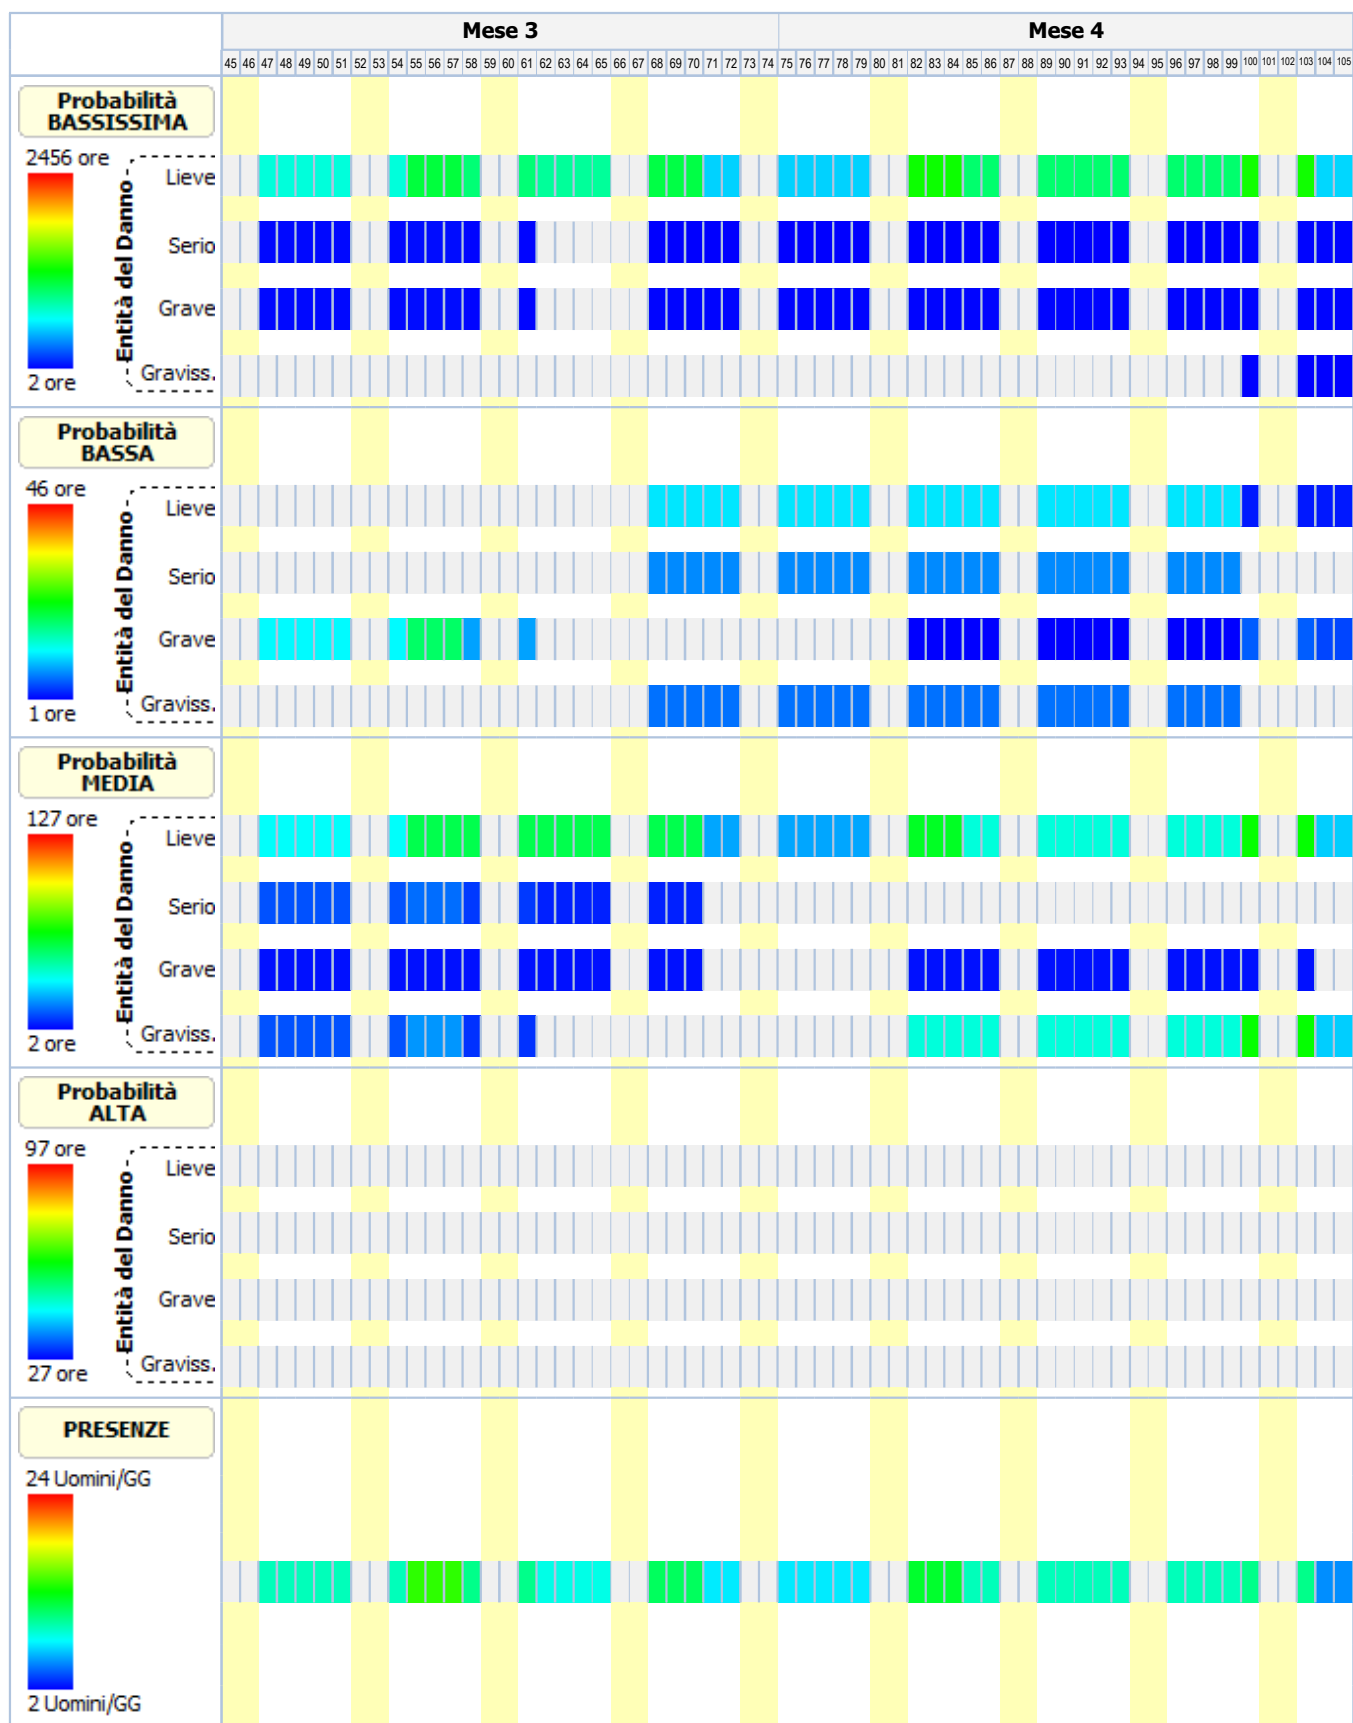 Mese 3 Mese 4
45 46 47 48 49 50 51 52 53 54 55 56 57 58 59 60 61 62 63 64 65 66 67 68 69 70 71 72 73 74 75 76 77 78 79 80 81 82 83 84 85 86 87 88 89 90 91 92 93 94 95 96 97 98 99 100 101 102 103 104 105
Probabilità
BASSISSIMA
2456 ore
2 ore
Entità del Danno
Lieve
Serio
Grave
Graviss.
Probabilità
BASSA
46 ore
1 ore
Entità del Danno
Lieve
Serio
Grave
Graviss.
Probabilità
MEDIA
127 ore
2 ore
Entità del Danno
Lieve
Serio
Grave
Graviss.
Probabilità
ALTA
97 ore
27 ore
Entità del Danno
Lieve
Serio
Grave
Graviss.
PRESENZE
24 Uomini/GG
2 Uomini/GG